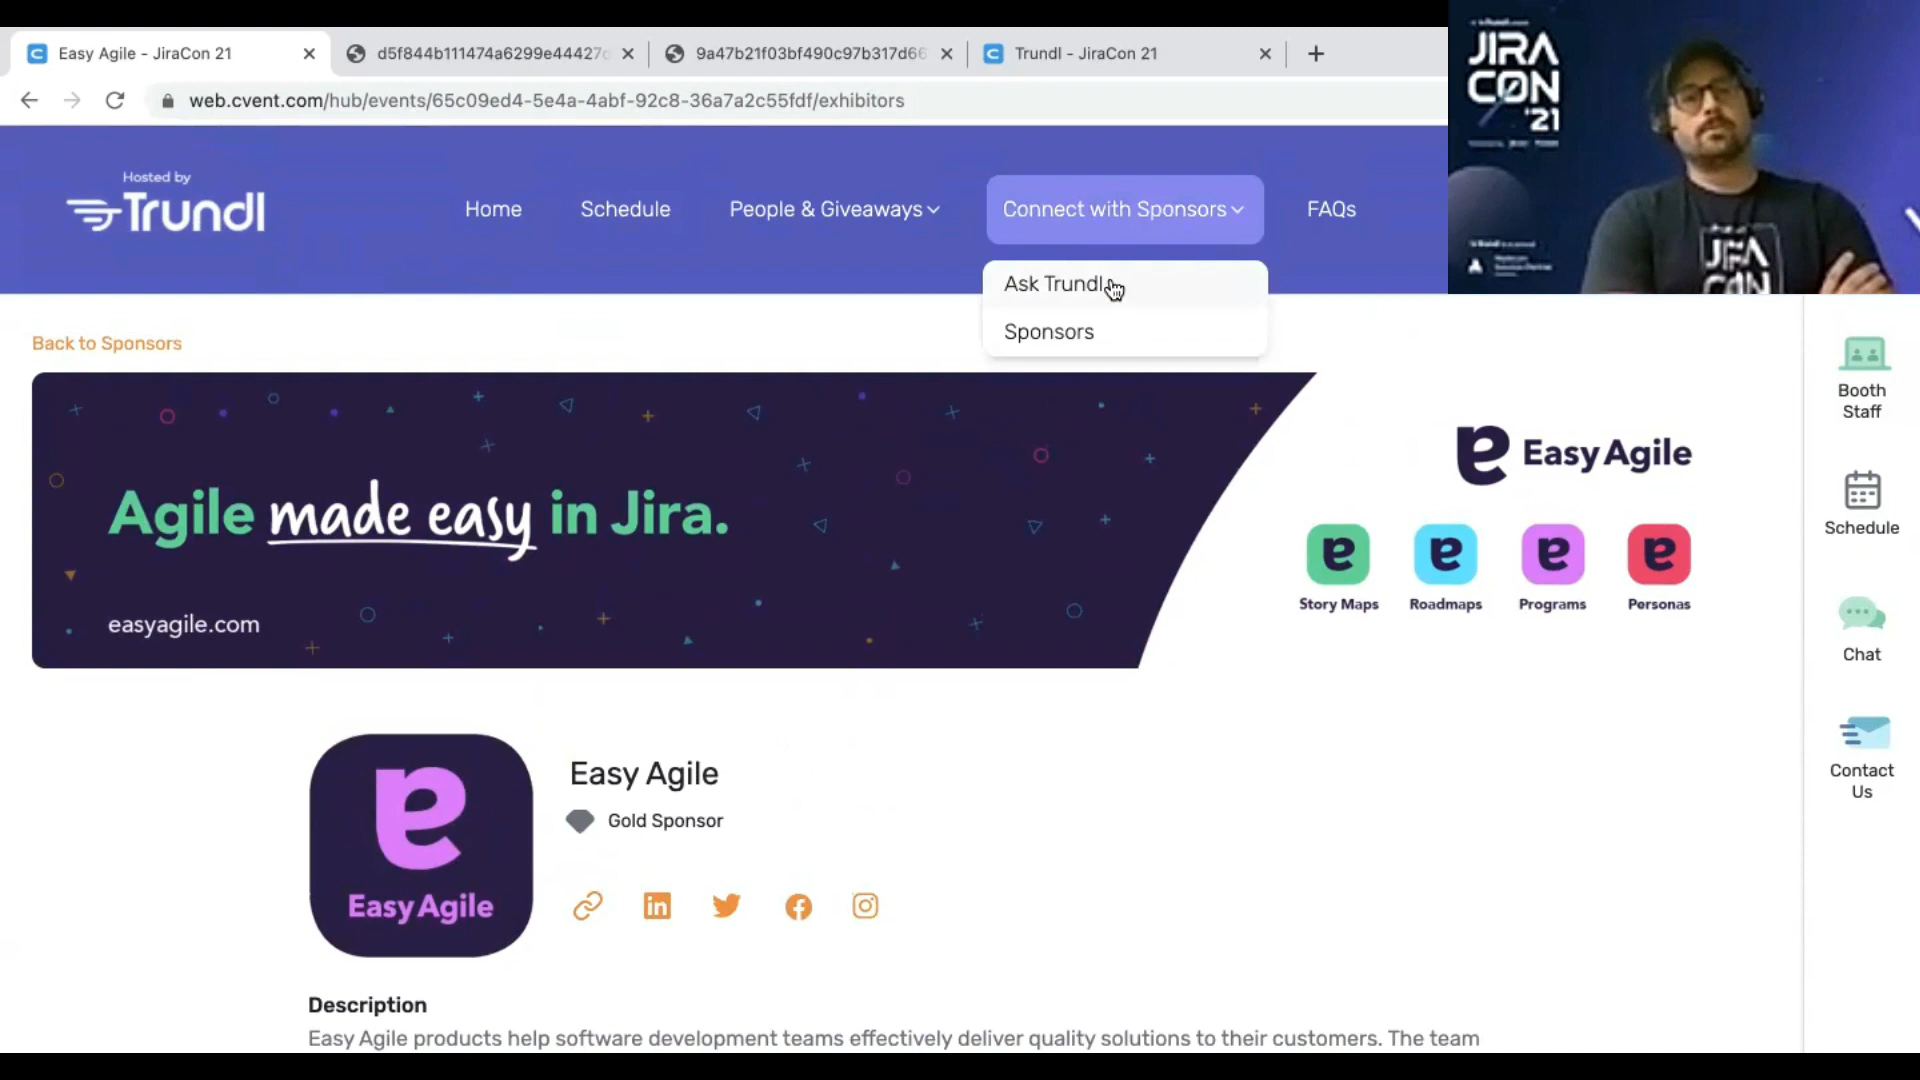 Easy Agile - JiraCon 21
d5f844b111474a6299e44427
9a47b21f03bf490c97b317d66
Trundl - JiraCon 21
web.cvent.com/hub/events/65c09ed4-5e4a-4abf-92c8-36a7a2c55fdf/exhibitors
JIRA
CON
'21
JIRA
CON
Hosted by
Trundl
Home
Schedule
People & Giveaways
Connect with Sponsors
FAQs
Ask Trundl
Sponsors
Back to Sponsors
Agile made easy in Jira.
easyagile.com
Easy Agile
Story Maps
Roadmaps
Programs
Personas
Booth
Staff
Schedule
Chat
Contact
Us
Easy Agile
Easy Agile
Gold Sponsor
Description
Easy Agile products help software development teams effectively deliver quality solutions to their customers. The team